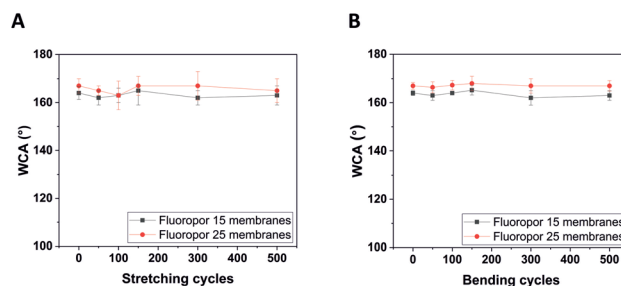 A
180
160
140
120
100
WCA (°)
Fluoropor 15 membranes
Fluoropor 25 membranes
0 100 200 300 400 500
Stretching cycles
B
180
160
140
120
100
WCA (°)
Fluoropor 15 membranes
Fluoropor 25 membranes
0 100 200 300 400 500
Bending cycles